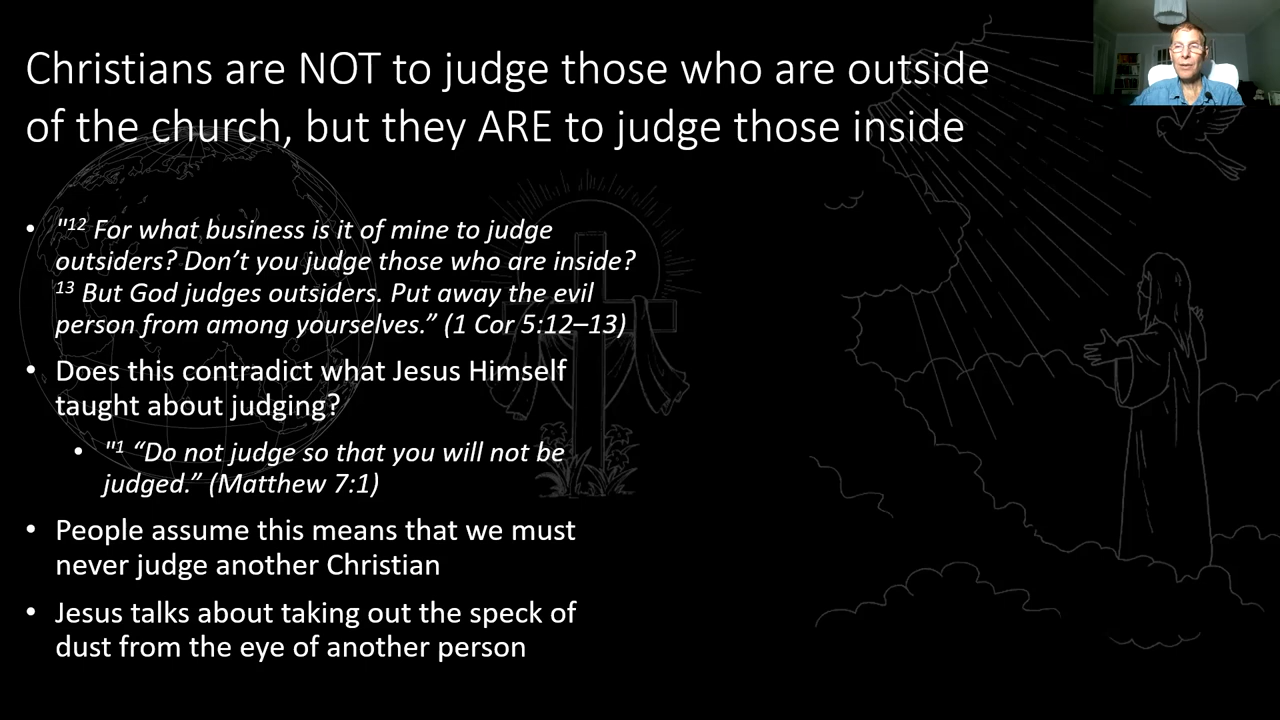 Christians are NOT to judge those who are outside
of the church, but they ARE to judge those inside
• "12 For what business is it of mine to judge
outsiders? Don’t you judge those who are inside?
13 But God judges outsiders. Put away the evil
person from among yourselves.” (1 Cor 5:12–13)
• Does this contradict what Jesus Himself
taught about judging?
• "1 “Do not judge so that you will not be
judged.” (Matthew 7:1)
• People assume this means that we must
never judge another Christian
• Jesus talks about taking out the speck of
dust from the eye of another person